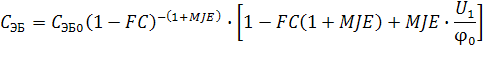 C_ЭБ = C_ЭБ0(1 − FC)^−(1+MJE) · [1 − FC(1 + MJE) + MJE · U_1/φ_0]